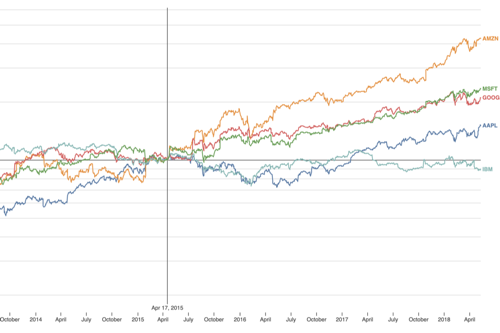 AMZN
MSFT
GOOG
AAPL
IBM
Apr 17, 2015
October 2014 April July October 2015 April July October 2016 April July October 2017 April July October 2018 April